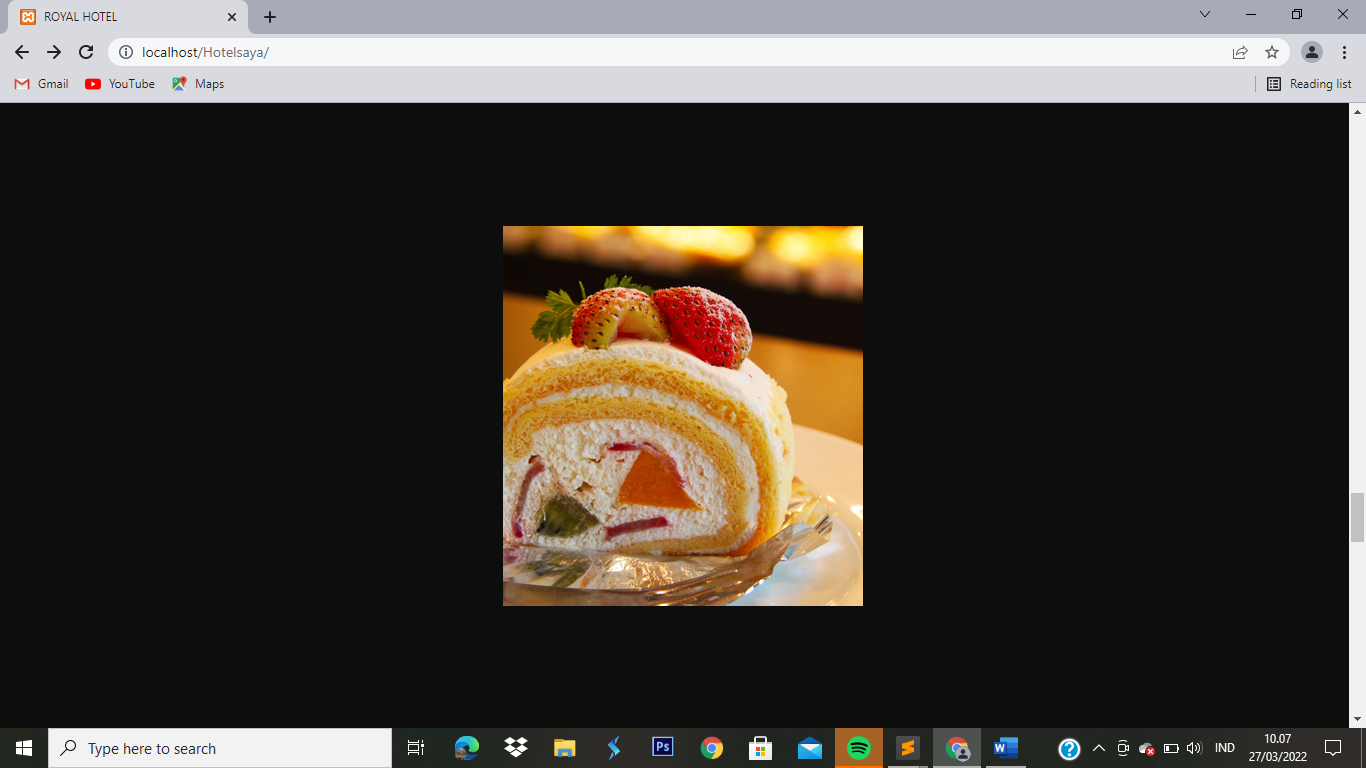 ROYAL HOTEL
localhost/Hotelsaya/
Gmail YouTube Maps Reading list
Type here to search
Ps
W
IND
10.07
27/03/2022